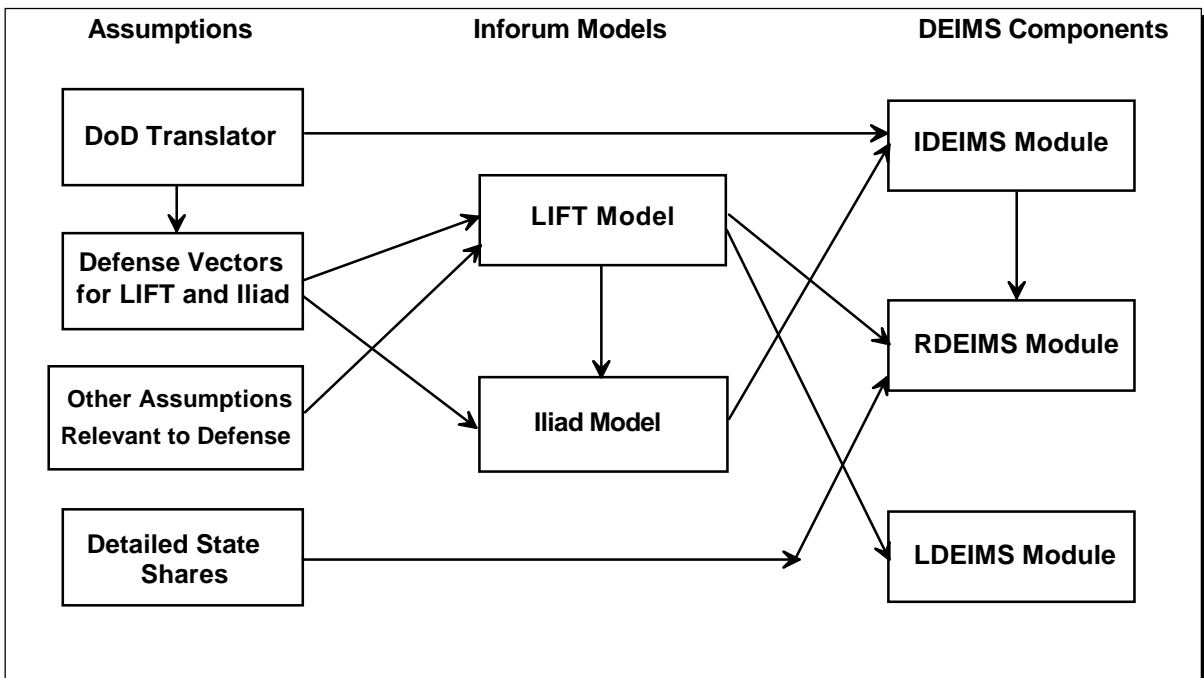 Assumptions
Inforum Models
DEIMS Components
DoD Translator
Defense Vectors
for LIFT and Iliad
Other Assumptions
Relevant to Defense
Detailed State
Shares
LIFT Model
Iliad Model
IDEIMS Module
RDEIMS Module
LDEIMS Module